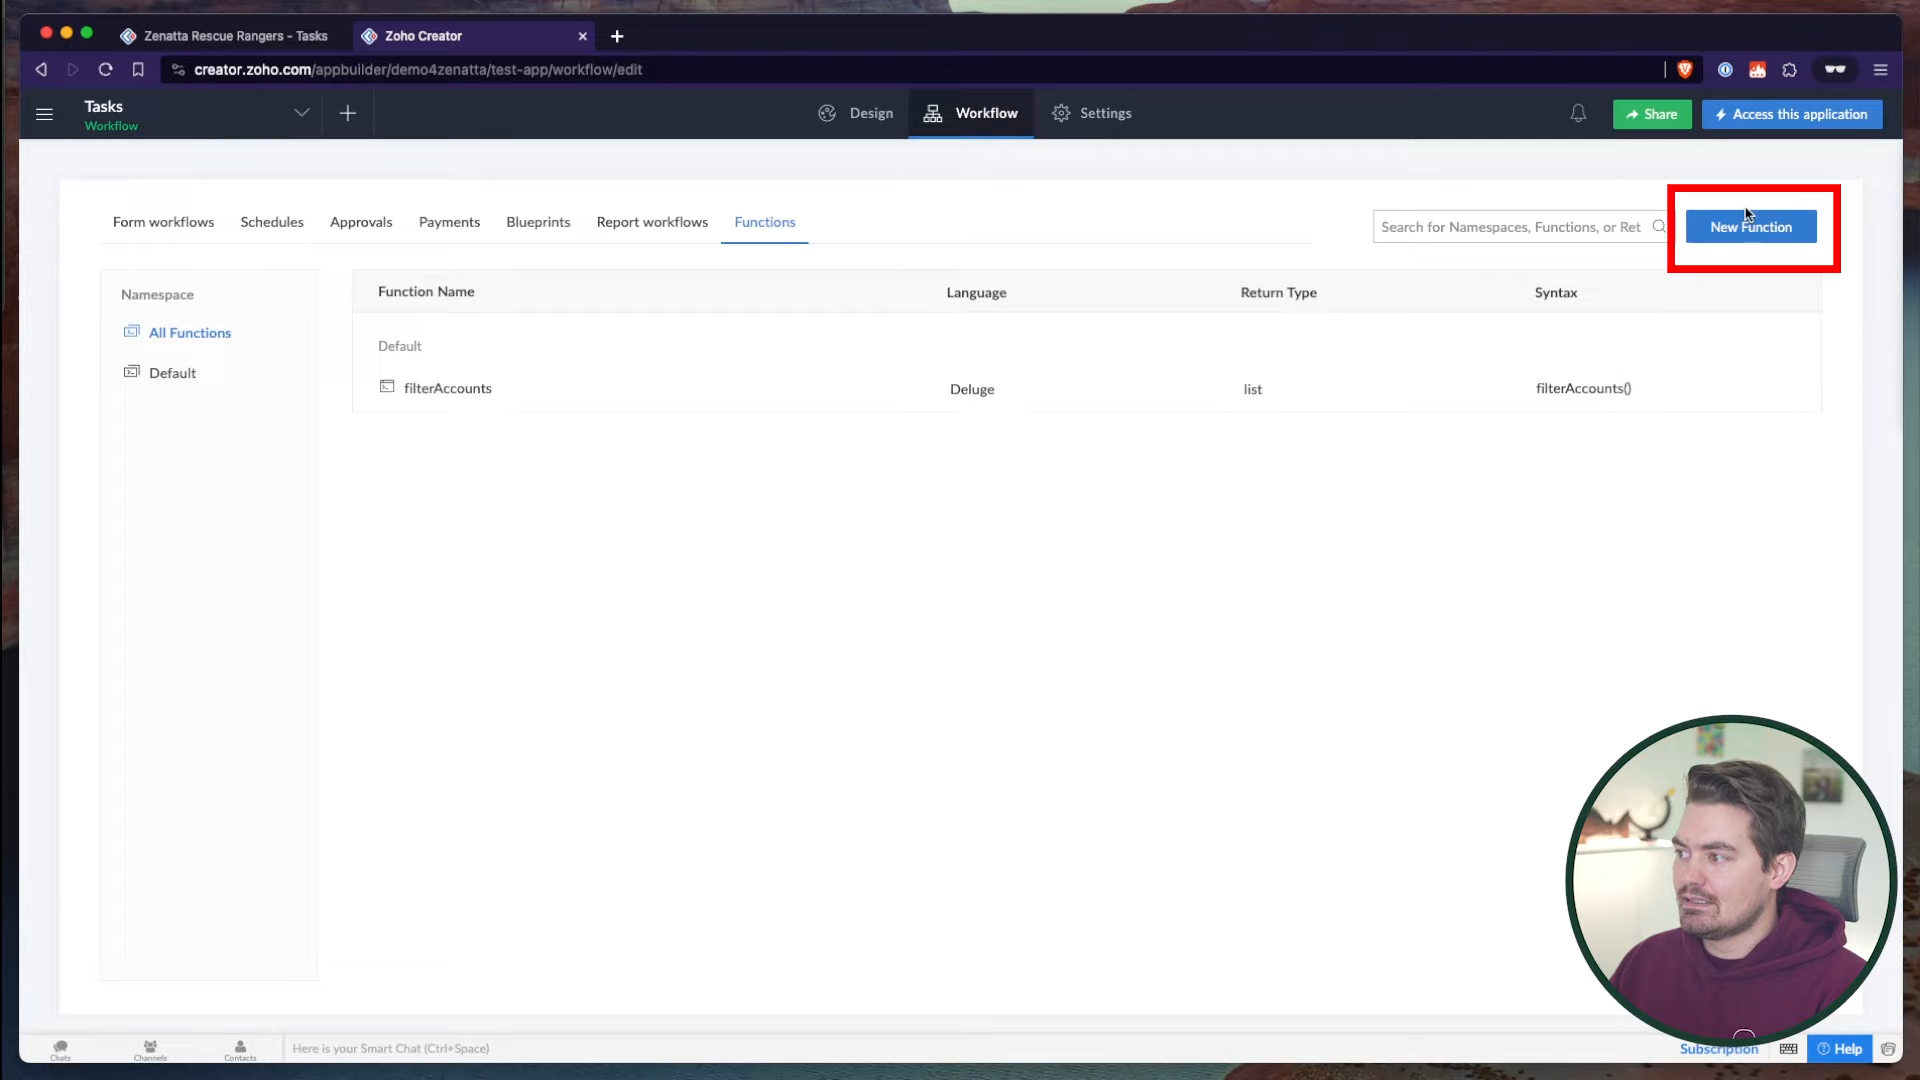 Zenatta Rescue Rangers - Tasks
Zoho Creator
creator.zoho.com/appbuilder/demo4zenatta/test-app/workflow/edit
Tasks
Workflow
Design
Workflow
Settings
Share
Access this application
Form workflows
Schedules
Approvals
Payments
Blueprints
Report workflows
Functions
Search for Namespaces, Functions, or Ret
New Function
Namespace
All Functions
Default
Function Name
Language
Return Type
Syntax
Default
filterAccounts
Deluge
list
filterAccounts()
Chats
Channels
Contacts
Here is your Smart Chat (Ctrl+Space)
Subscription
Help